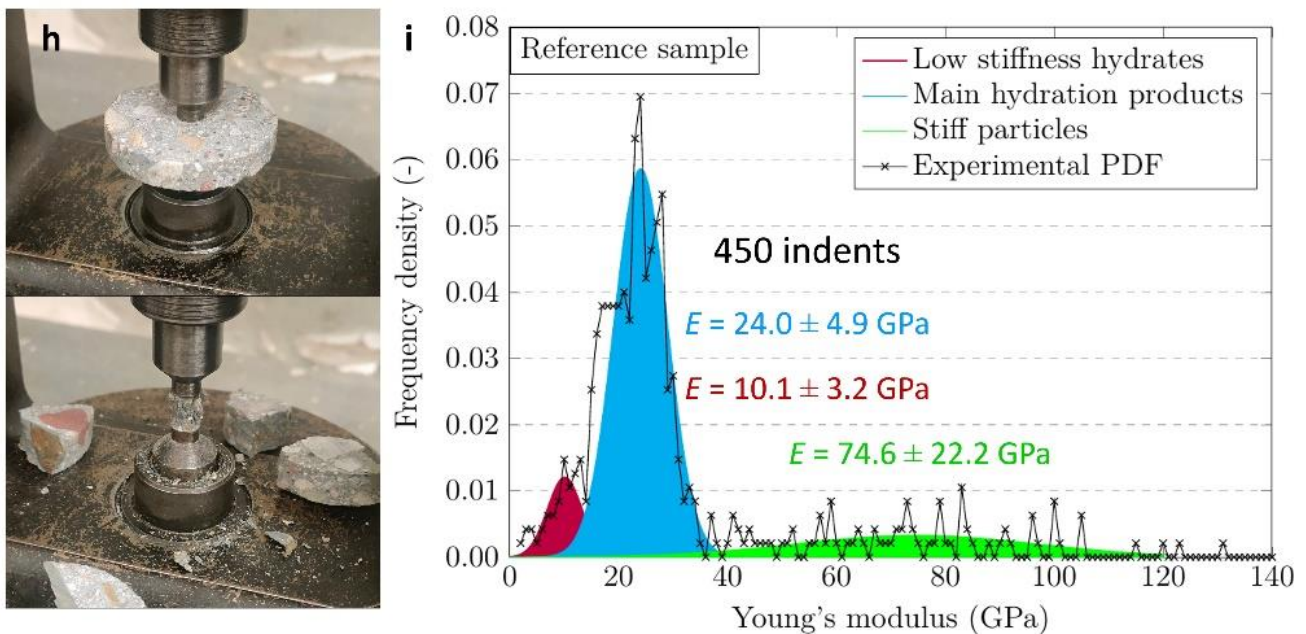 h
i
Reference sample
Low stiffness hydrates
Main hydration products
Stiff particles
Experimental PDF
450 indents
E = 24.0 ± 4.9 GPa
E = 10.1 ± 3.2 GPa
E = 74.6 ± 22.2 GPa
Frequency density (-)
0.08
0.07
0.06
0.05
0.04
0.03
0.02
0.01
0.00
0 20 40 60 80 100 120 140
Young's modulus (GPa)